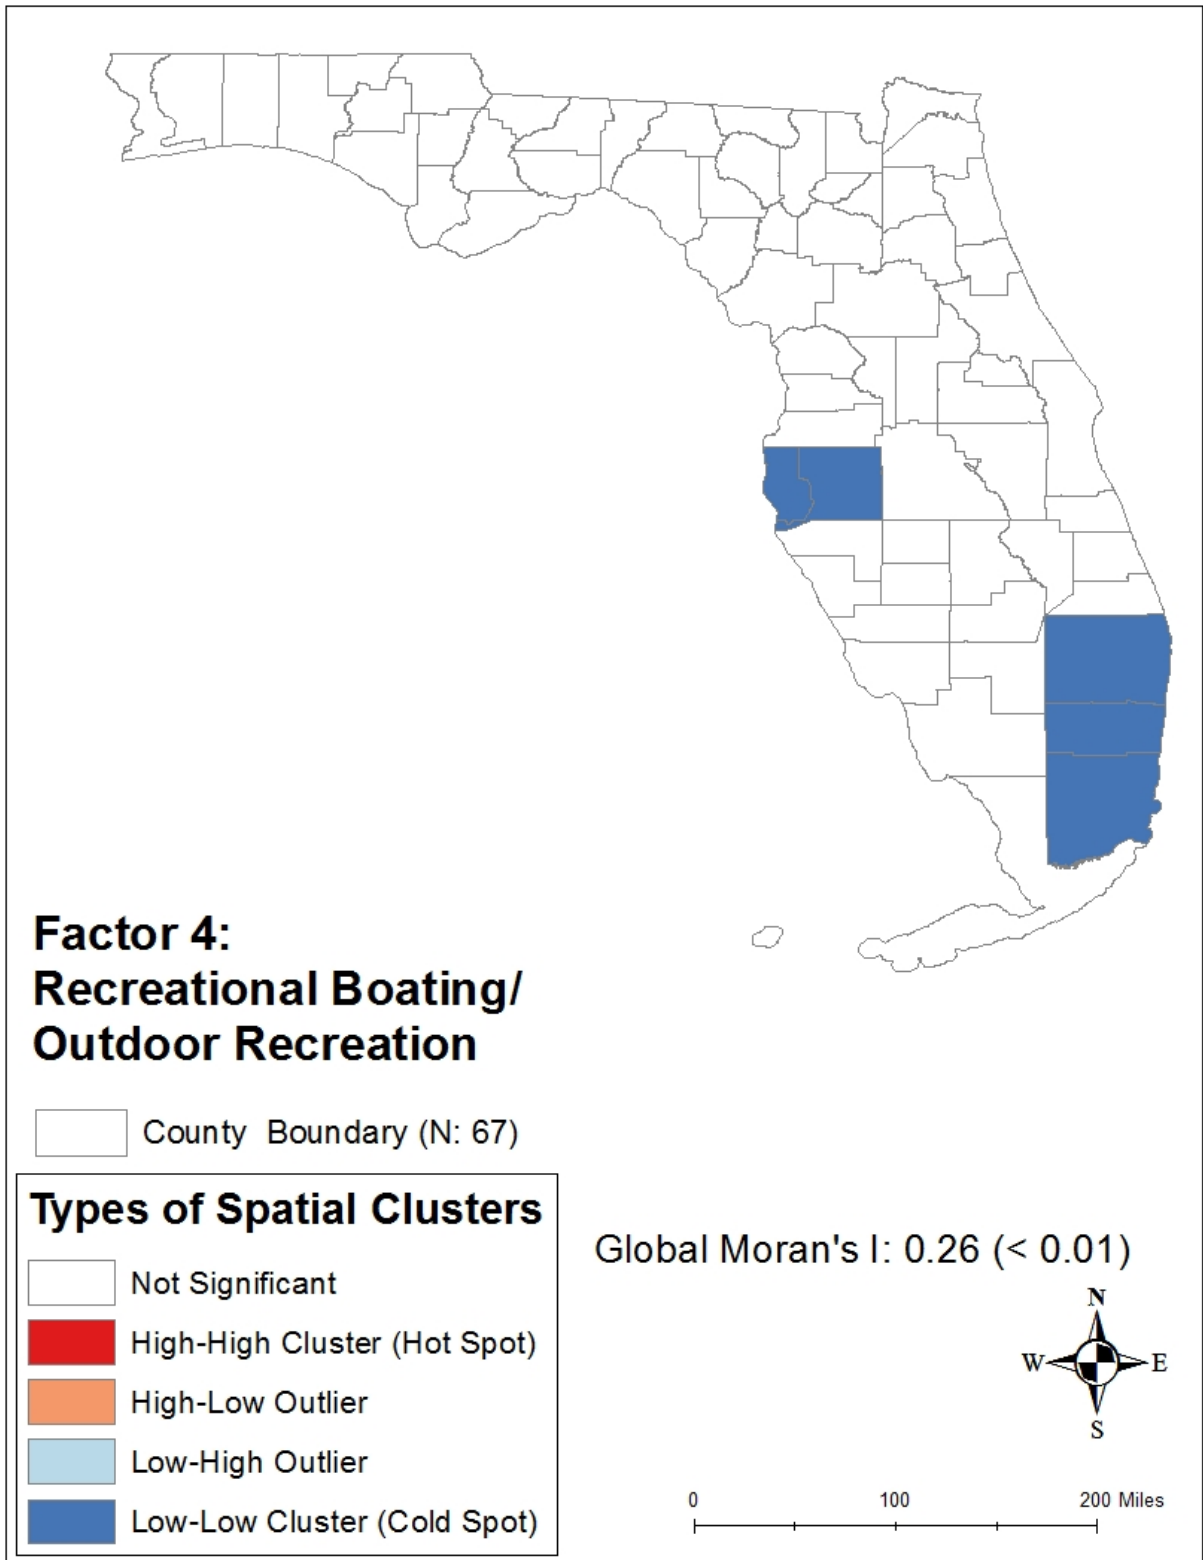 Factor 4:
Recreational Boating/
Outdoor Recreation
County  Boundary (N: 67)
Types of Spatial Clusters
Not Significant
High-High Cluster (Hot Spot)
High-Low Outlier
Low-High Outlier
Low-Low Cluster (Cold Spot)
Global Moran's I: 0.26 (< 0.01)
N
W E
S
0 100 200 Miles